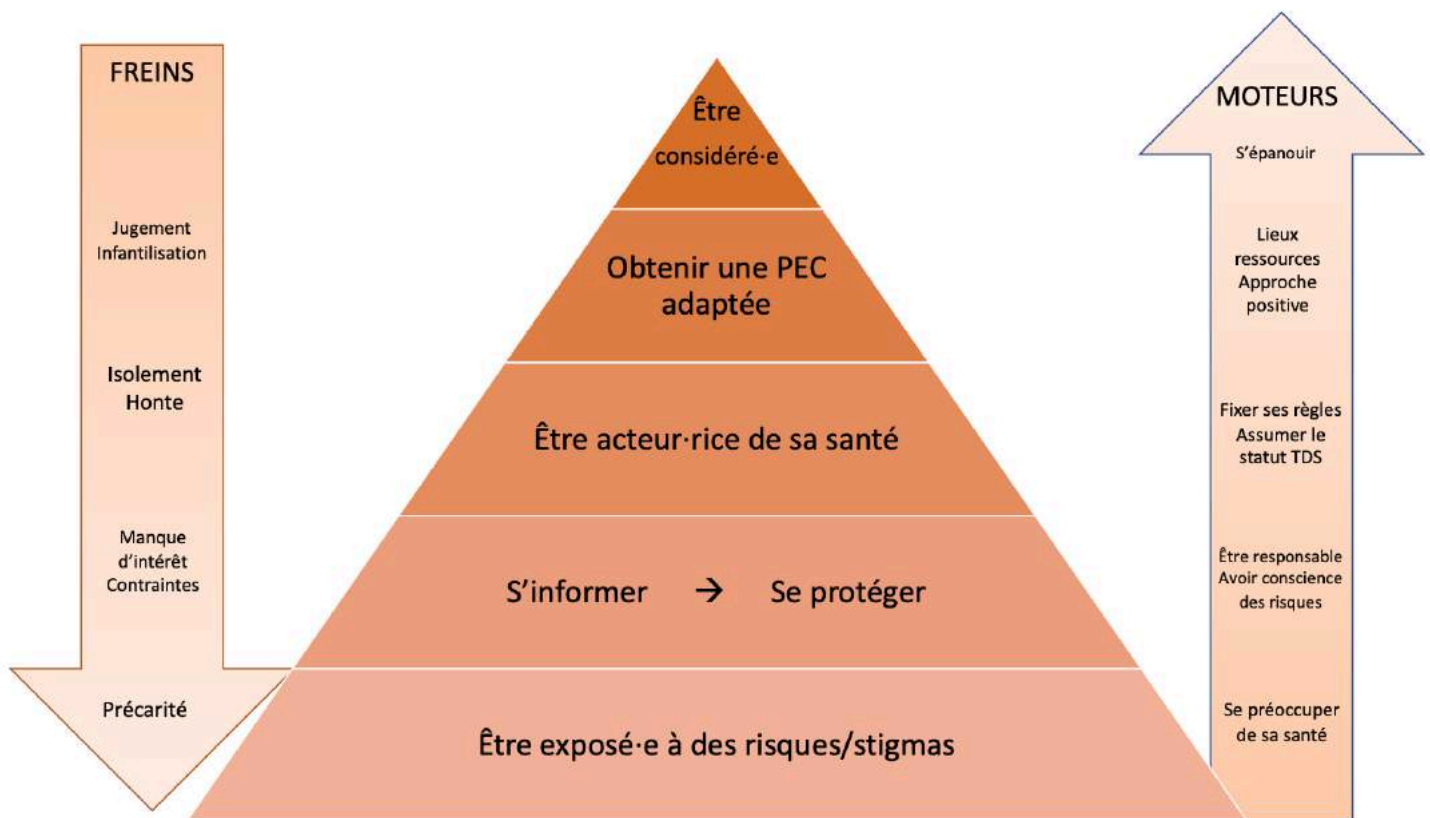 FREINS
Jugement
Infantilisation
Isolement
Honte
Manque
d'intérêt
Contraintes
Précarité
Être
considéré·e
Obtenir une PEC
adaptée
Être acteur·rice de sa santé
S'informer → Se protéger
Être exposé·e à des risques/stigmas
MOTEURS
S'épanouir
Lieux
ressources
Approche
positive
Fixer ses règles
Assumer le
statut TDS
Être responsable
Avoir conscience
des risques
Se préoccuper
de sa santé